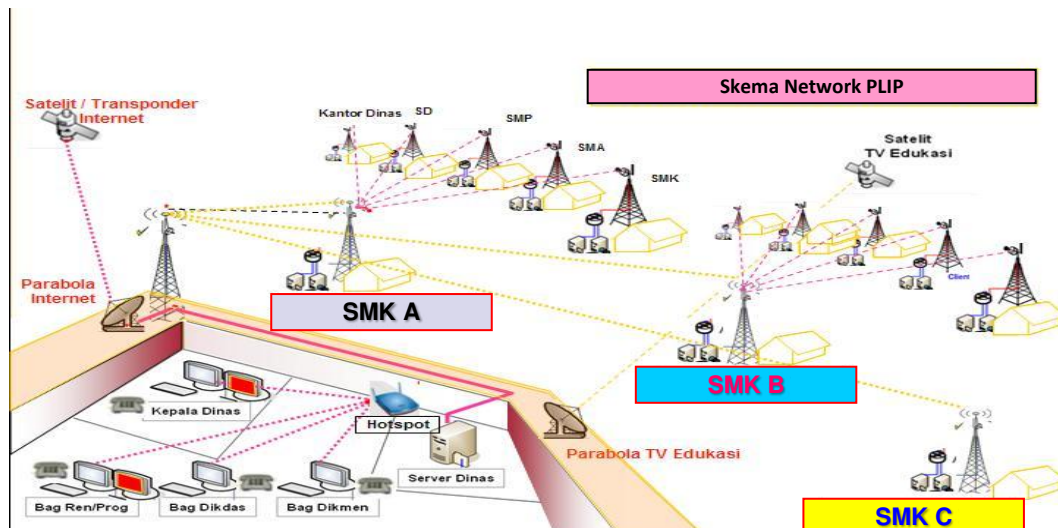 Skema Network PLIP
Satelit / Transponder
Internet
Kantor Dinas
SD
SMP
SMA
SMK
Satelit
TV Edukasi
Client
Parabola
Internet
SMK A
SMK B
Kepala Dinas
Hotspot
Server Dinas
Parabola TV Edukasi
Bag Ren/Prog
Bag Dikdas
Bag Dikmen
SMK C